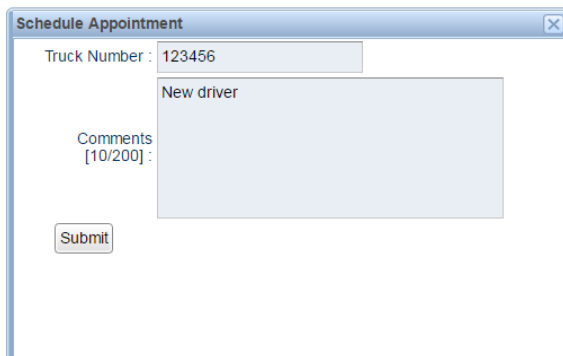 Schedule Appointment
Truck Number : 123456
New driver
Comments
[10/200] :
Submit